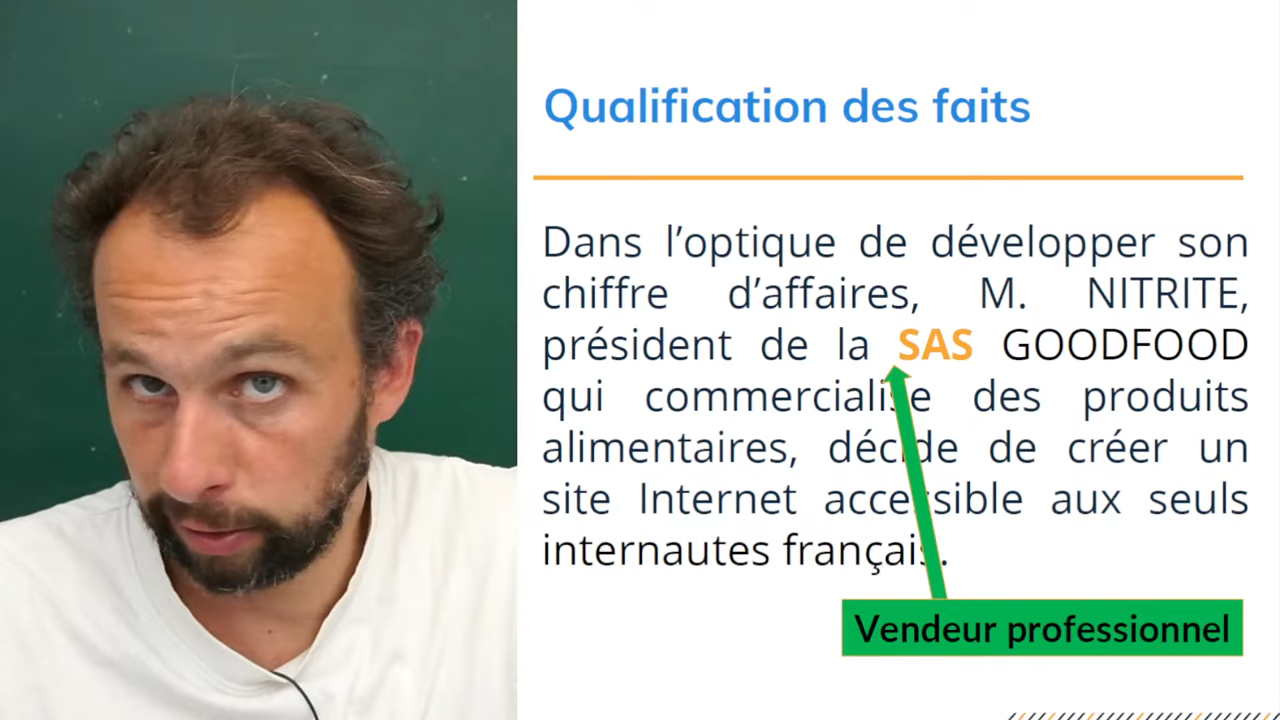 Qualification des faits
Dans l’optique de développer son
chiffre d’affaires, M. NITRITE,
président de la SAS GOODFOOD
qui commercialise des produits
alimentaires, décide de créer un
site Internet accessible aux seuls
internautes français.
Vendeur professionnel